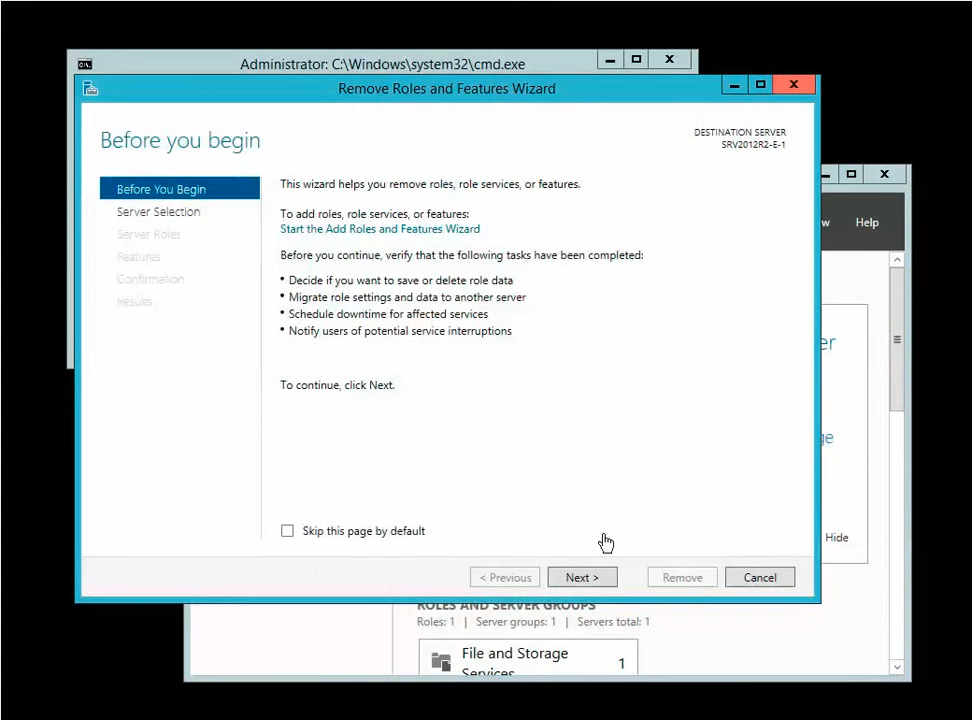 Administrator: C:\Windows\system32\cmd.exe
Remove Roles and Features Wizard
Before you begin
DESTINATION SERVER
SRV2012R2-E-1
Before You Begin
Server Selection
Server Roles
Features
Confirmation
Results
This wizard helps you remove roles, role services, or features.
To add roles, role services, or features:
Start the Add Roles and Features Wizard
Before you continue, verify that the following tasks have been completed:
• Decide if you want to save or delete role data
• Migrate role settings and data to another server
• Schedule downtime for affected services
• Notify users of potential service interruptions
To continue, click Next.
Skip this page by default
< Previous
Next >
Remove
Cancel
Help
Hide
ROLES AND SERVER GROUPS
Roles: 1 | Server groups: 1 | Servers total: 1
File and Storage
Services
1